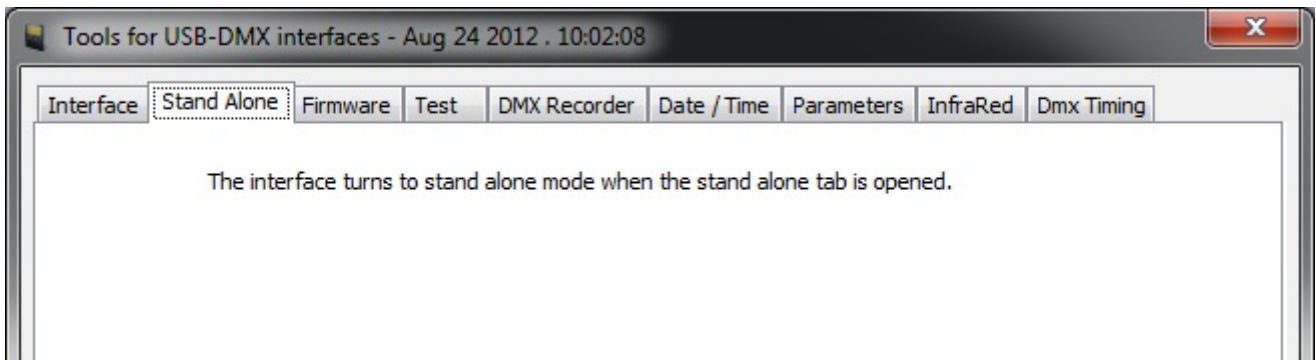 Tools for USB-DMX interfaces - Aug 24 2012 . 10:02:08
Interface Stand Alone Firmware Test DMX Recorder Date / Time Parameters InfraRed Dmx Timing
The interface turns to stand alone mode when the stand alone tab is opened.